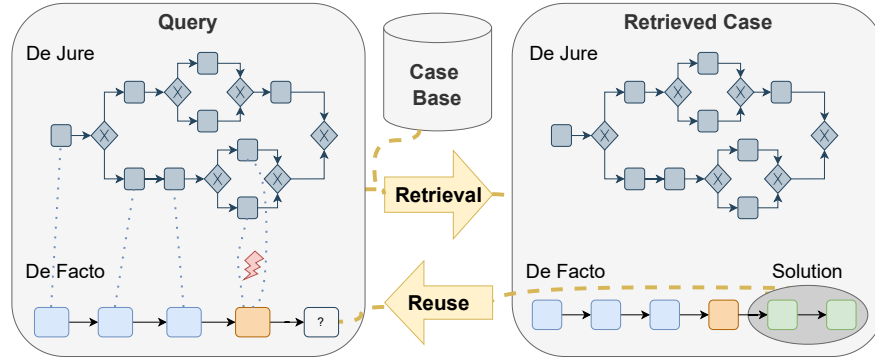 Query
De Jure
X
X
X
X
X
X
De Facto
?
Case
Base
Retrieval
Reuse
Retrieved Case
De Jure
X
X
X
X
X
X
De Facto
Solution